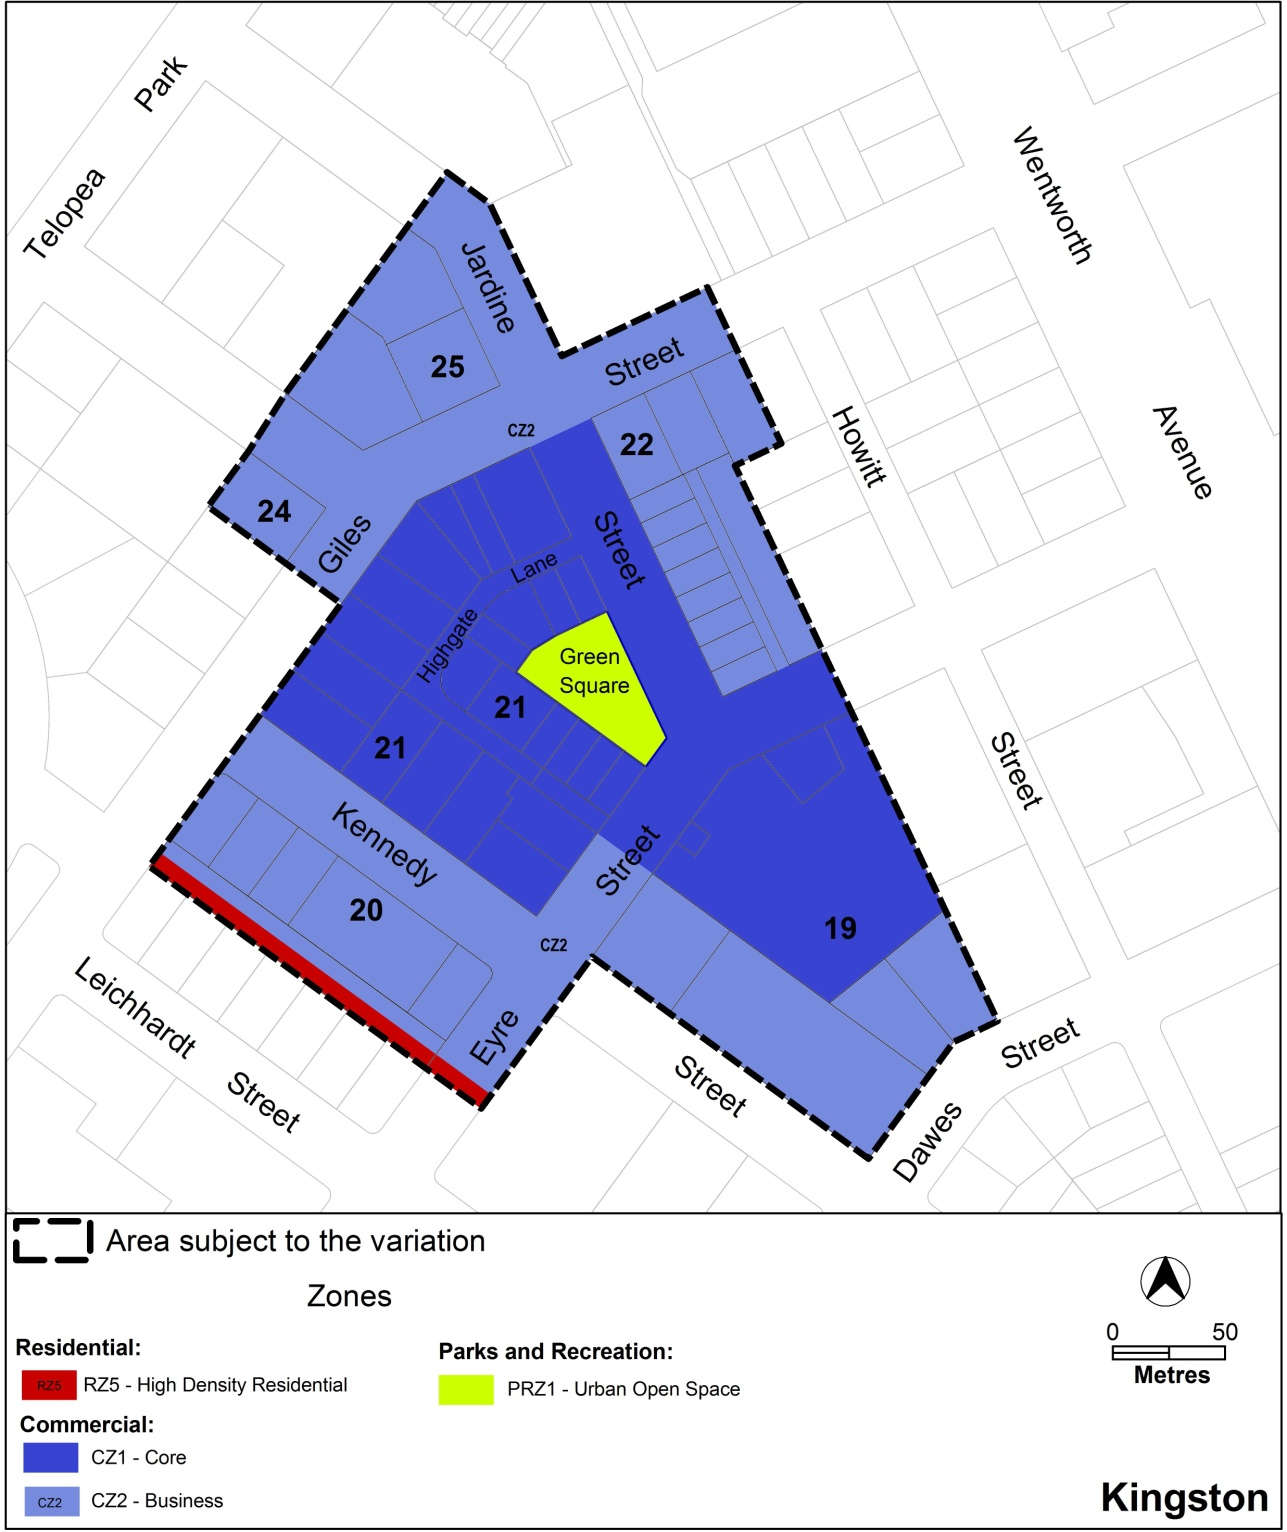 Park
Telopea
Wentworth
Jardine
Street
25
Howitt
Avenue
CZ2
22
24
Giles
Street
Lane
Highgate
Green
Square
21
21
Street
Kennedy
Street
20
19
CZ2
Leichhardt
Street
Eyre
Street
Street
Dawes
Area subject to the variation
Zones
Residential:
RZ5 RZ5 - High Density Residential
Commercial:
CZ1 - Core
CZ2 CZ2 - Business
Parks and Recreation:
PRZ1 - Urban Open Space
0 50
Metres
Kingston